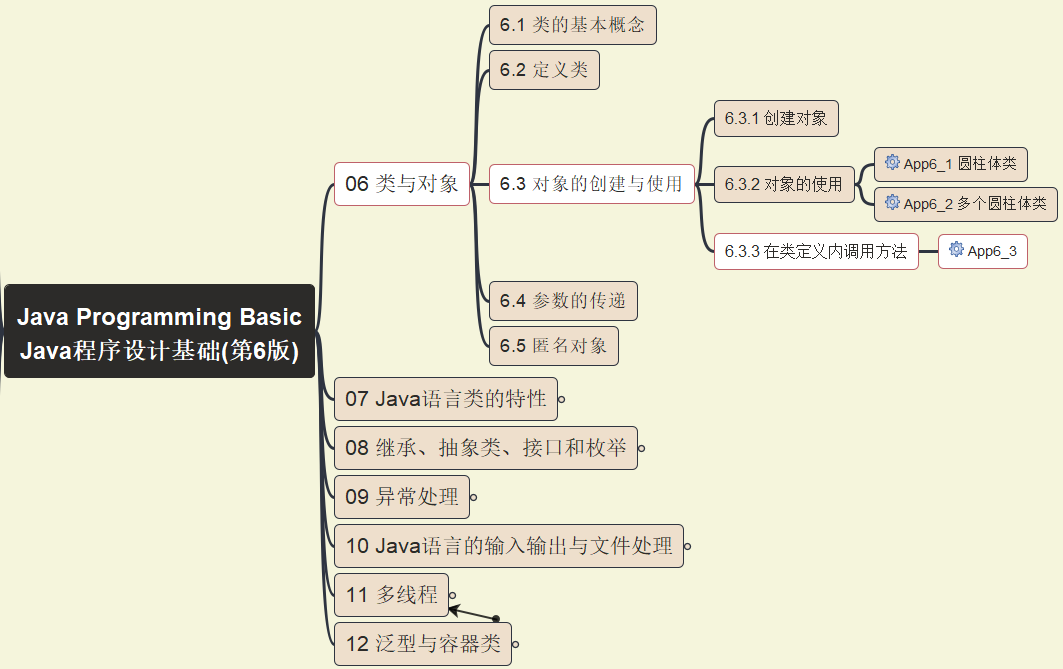 Java Programming Basic
Java程序设计基础(第6版)
06 类与对象
6.1 类的基本概念
6.2 定义类
6.3 对象的创建与使用
6.3.1 创建对象
6.3.2 对象的使用
App6_1 圆柱体类
App6_2 多个圆柱体类
6.3.3 在类定义内调用方法
App6_3
6.4 参数的传递
6.5 匿名对象
07 Java语言类的特性
08 继承、抽象类、接口和枚举
09 异常处理
10 Java语言的输入输出与文件处理
11 多线程
12 泛型与容器类